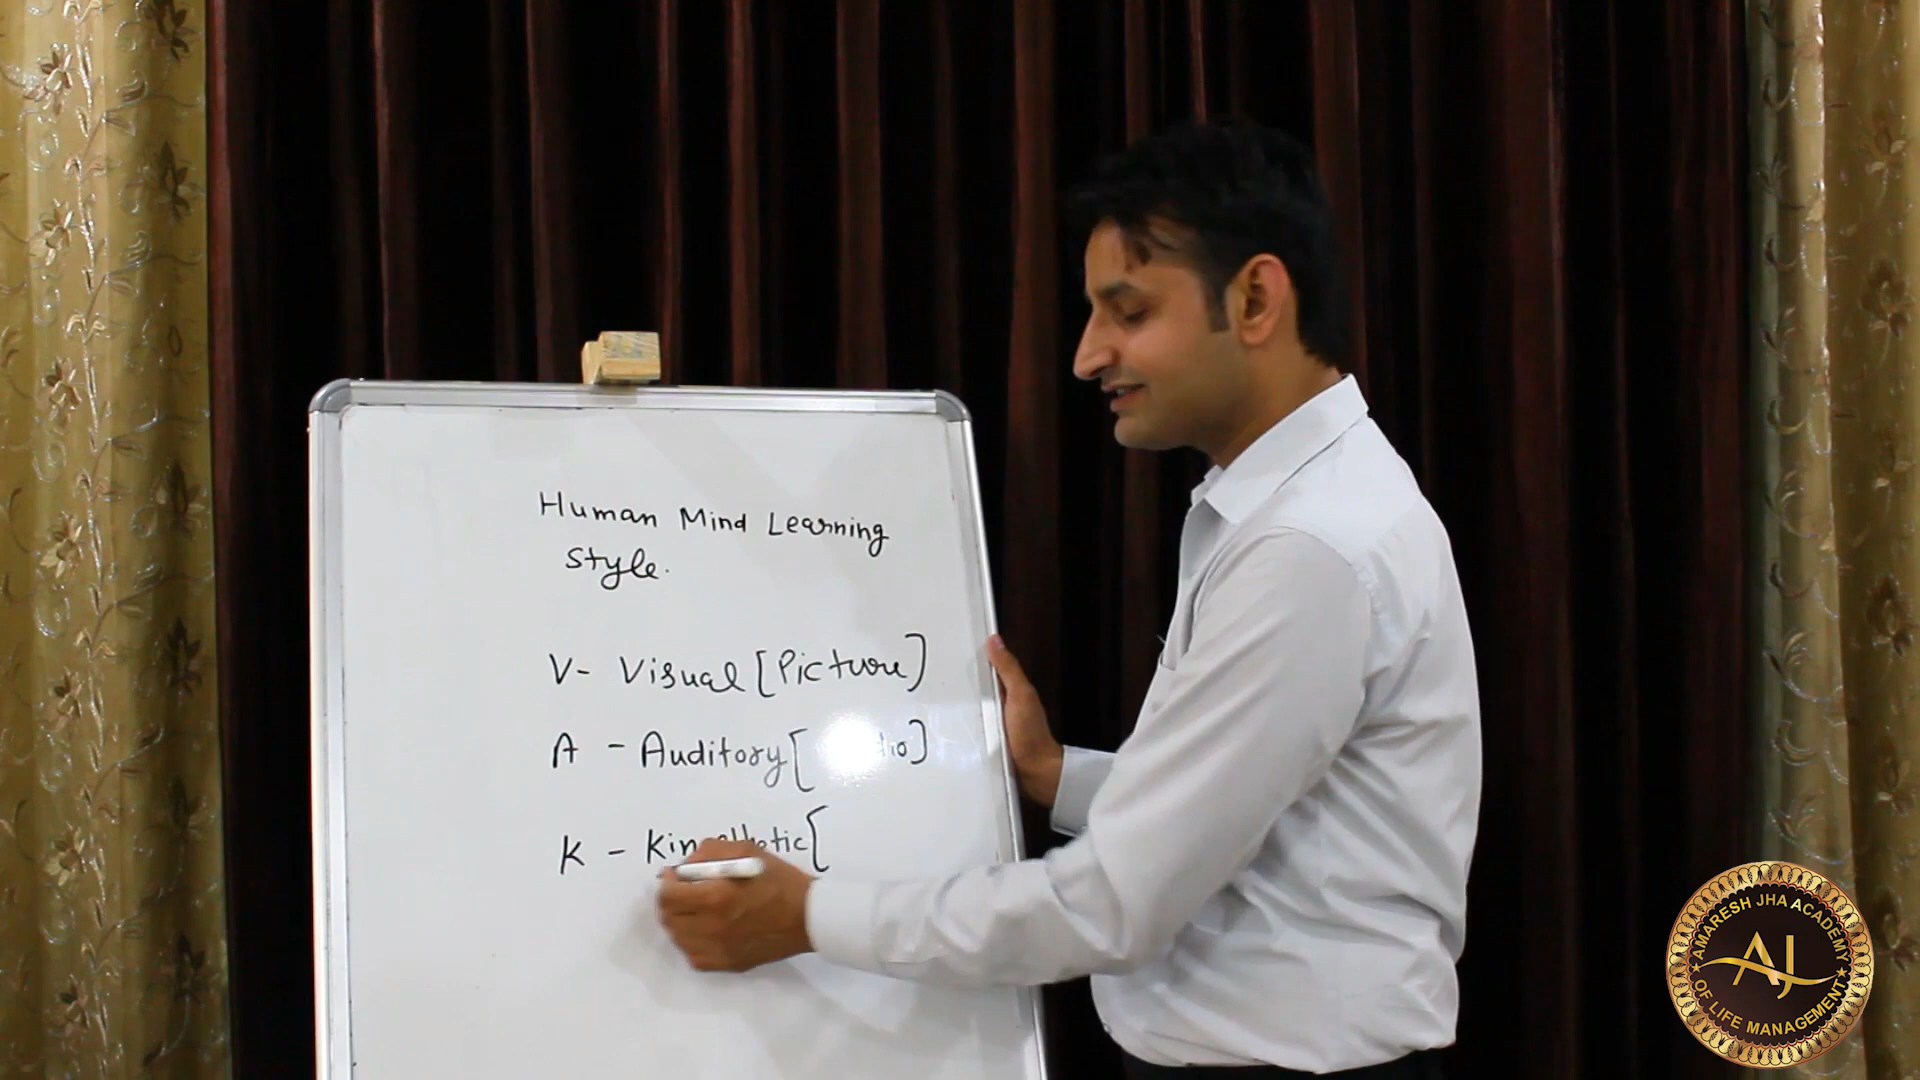 Human Mind Learning
Style.
V- Visual [Picture]
A - Auditory [
K -
AMARESH JHA ACADEMY
AJ
OF LIFE MANAGEMENT